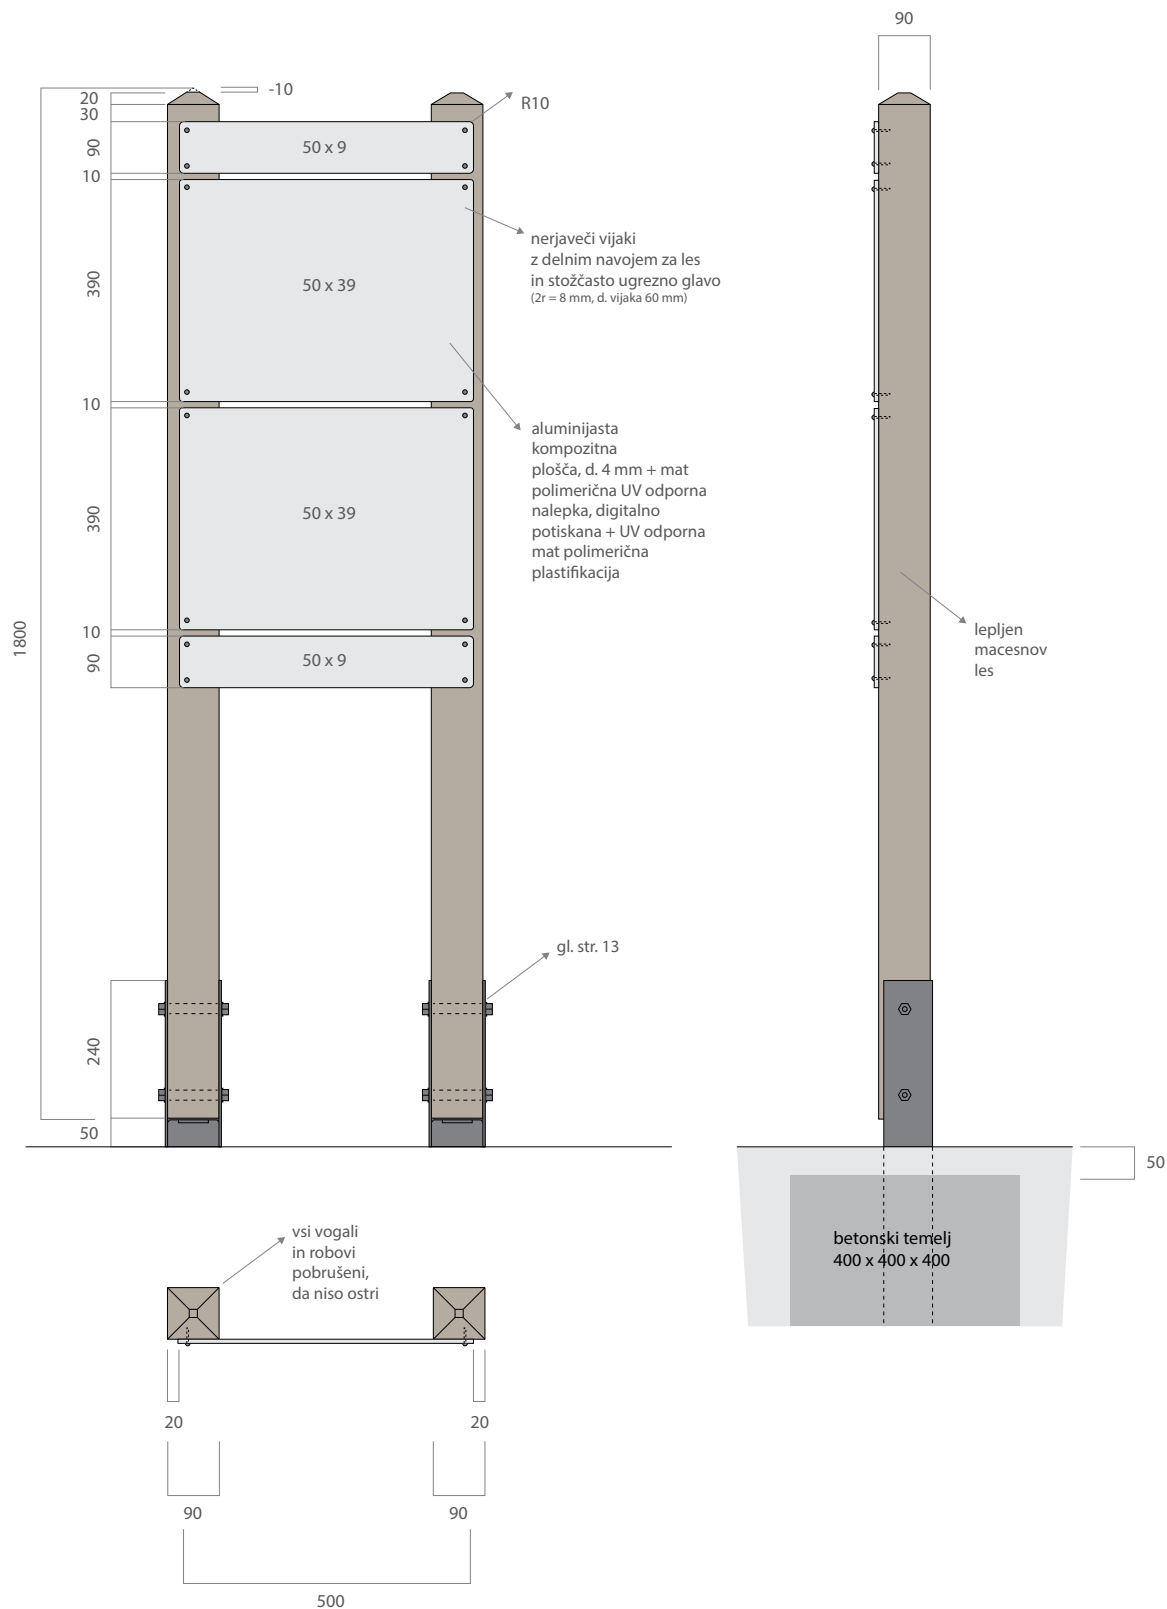 90
-10
20
30
R10
90
50 x 9
10
nerjaveči vijaki
z delnim navojem za les
in stožčasto ugrezno glavo
(2r = 8 mm, d. vijaka 60 mm)
390
50 x 39
10
aluminijasta
kompozitna
plošča, d. 4 mm + mat
polimerična UV odporna
nalepka, digitalno
potiskana + UV odporna
mat polimerična
plastifikacija
390
50 x 39
1800
10
90
50 x 9
lepljen
macesnov
les
gl. str. 13
240
50
50
betonski temelj
400 x 400 x 400
vsi vogali
in robovi
pobrušeni,
da niso ostri
20
20
90
90
500